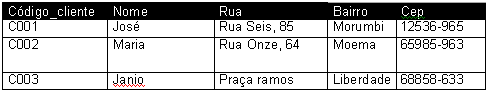 Código_cliente Nome Rua Bairro Cep
C001 José Rua Seis, 85 Morumbi 12536-965
C002 Maria Rua Onze, 64 Moema 65985-963
C003 Janio Praça ramos Liberdade 68858-633